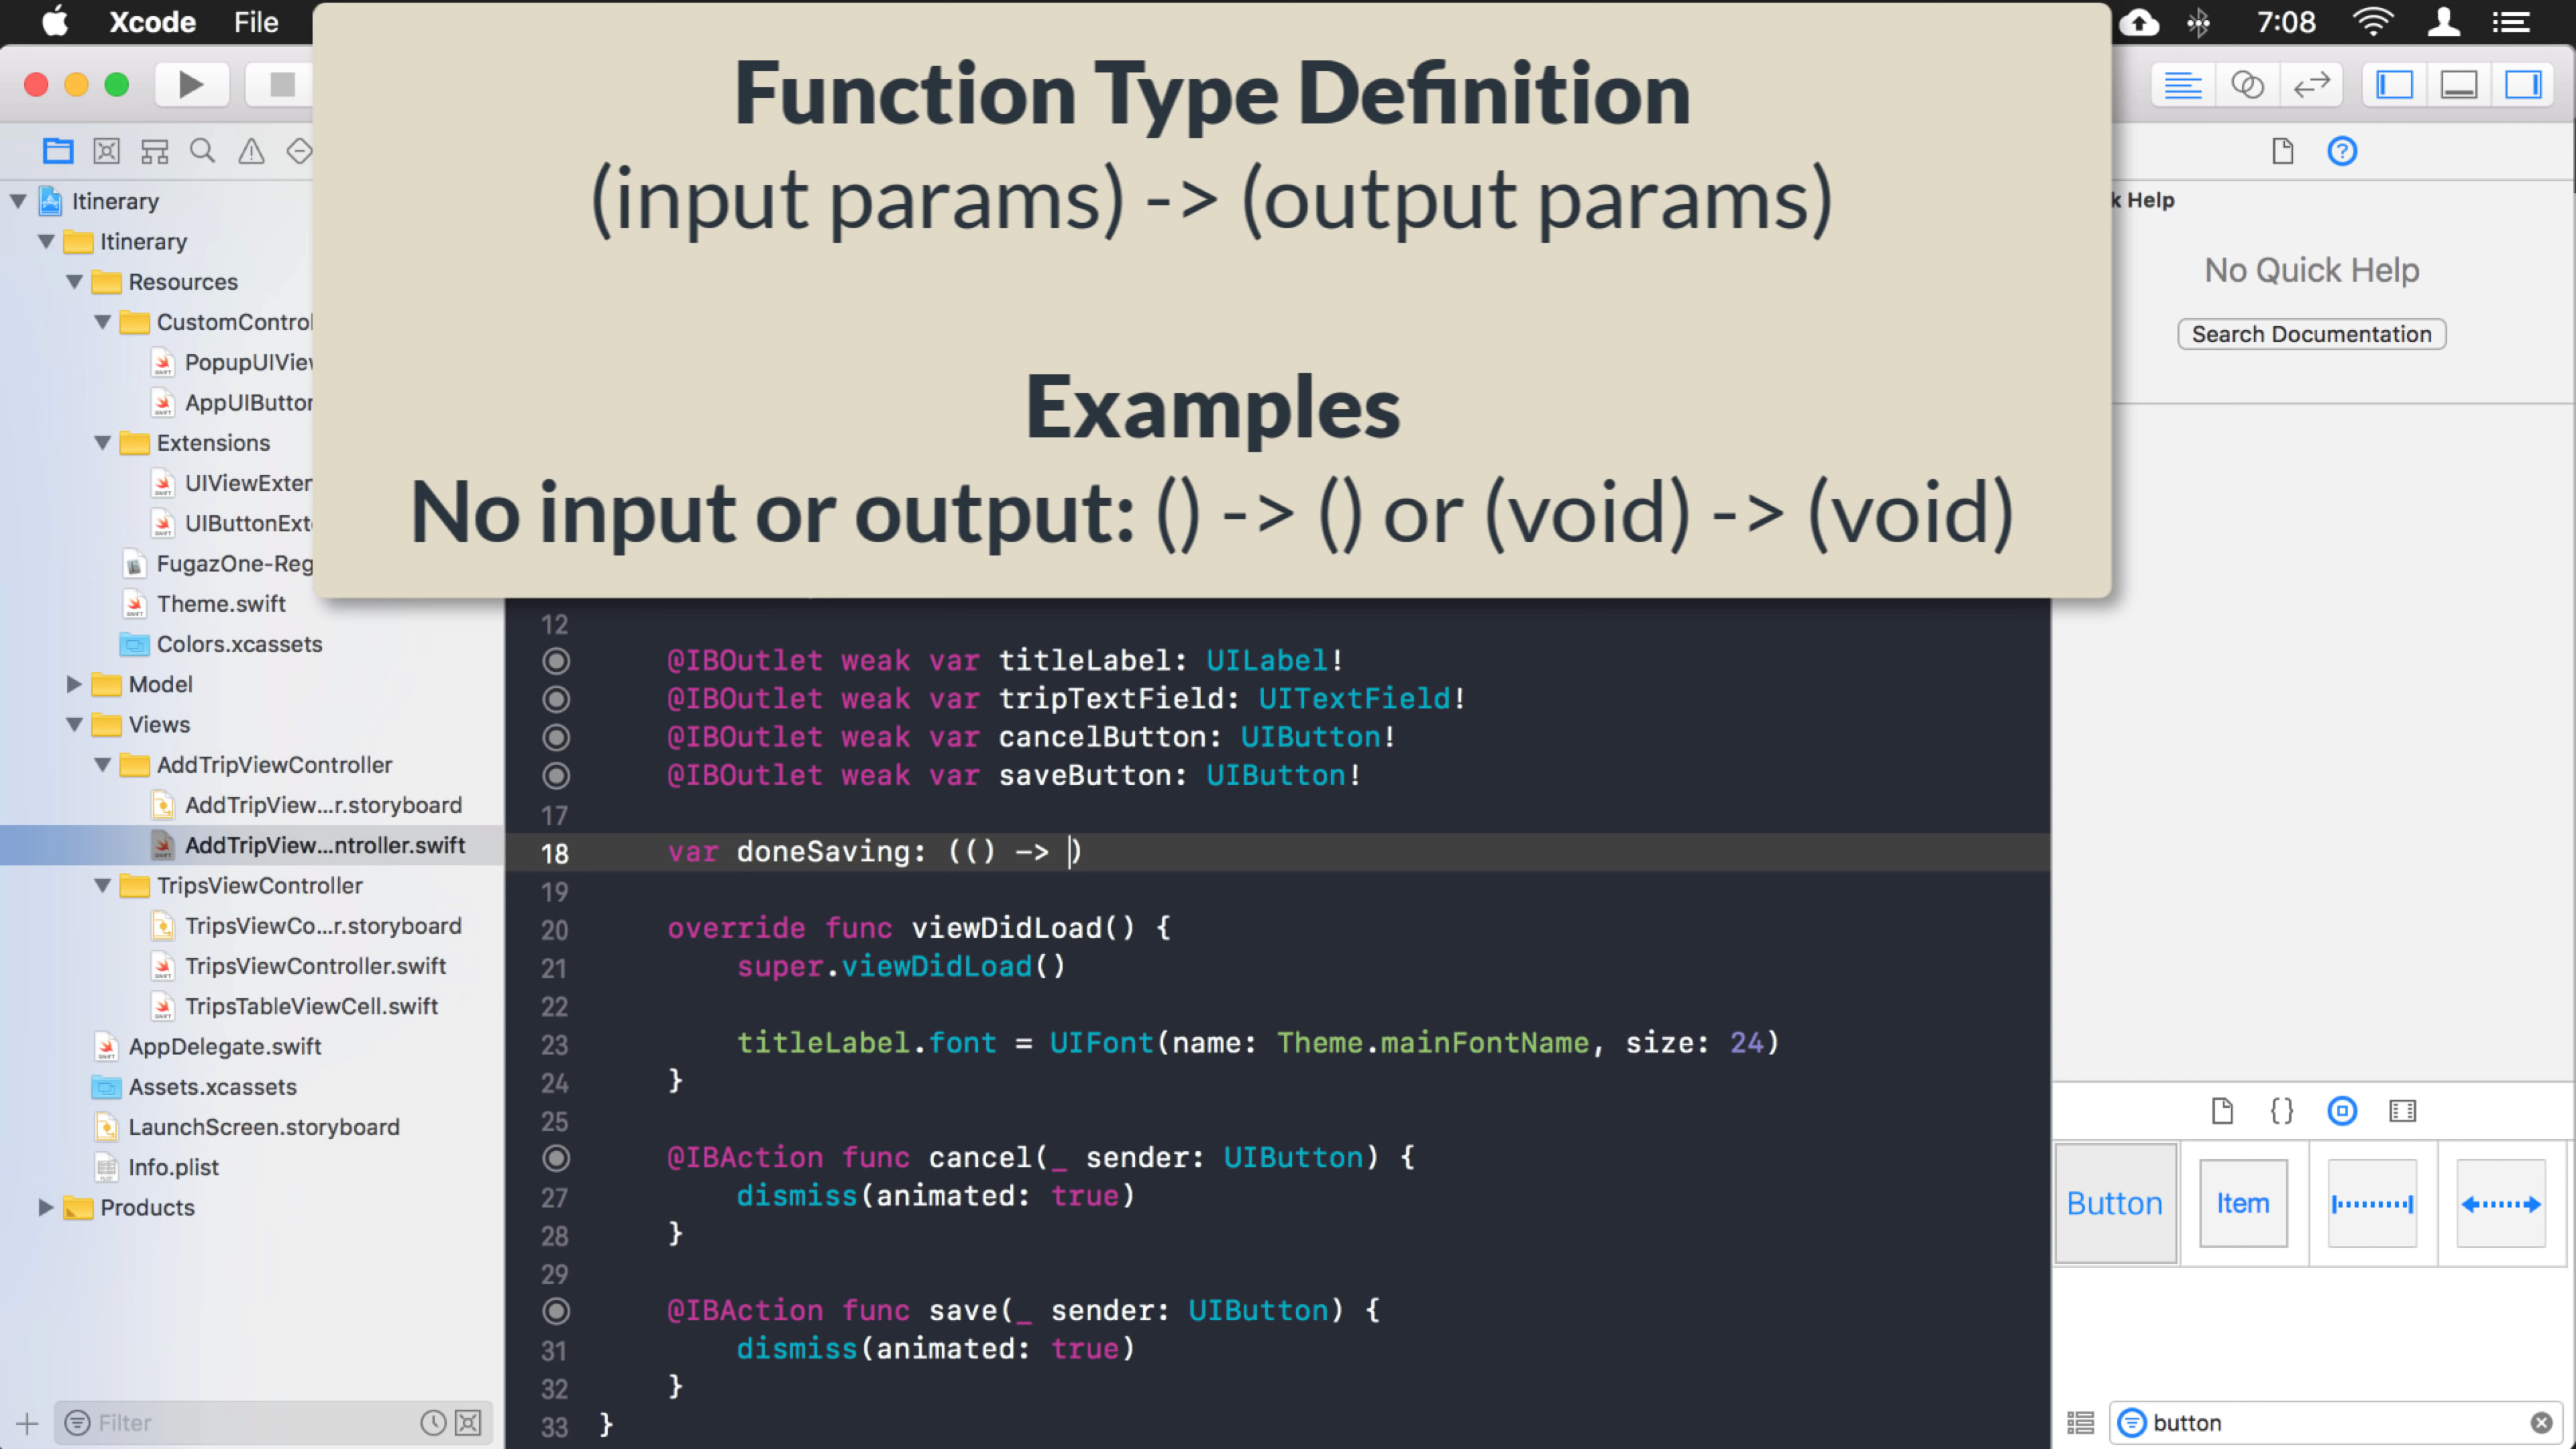 Xcode File 7:08
Function Type Definition
(input params) -> (output params)
Examples
No input or output: () -> () or (void) -> (void)
Itinerary
Itinerary
Resources
CustomControl
PopupUIView
AppUIButton
Extensions
UIViewExten
UIButtonExt
FugazOne-Reg
Theme.swift
Colors.xcassets
Model
Views
AddTripViewController
AddTripView...r.storyboard
AddTripView...ntroller.swift
TripsViewController
TripsViewCo...r.storyboard
TripsViewController.swift
TripsTableViewCell.swift
AppDelegate.swift
Assets.xcassets
LaunchScreen.storyboard
Info.plist
Products
Filter
12
@IBOutlet weak var titleLabel: UILabel!
@IBOutlet weak var tripTextField: UITextField!
@IBOutlet weak var cancelButton: UIButton!
@IBOutlet weak var saveButton: UIButton!
17
18 var doneSaving: (() -> )
19
20 override func viewDidLoad() {
21 super.viewDidLoad()
22
23 titleLabel.font = UIFont(name: Theme.mainFontName, size: 24)
24 }
25
@IBAction func cancel(_ sender: UIButton) {
27 dismiss(animated: true)
28 }
29
@IBAction func save(_ sender: UIButton) {
31 dismiss(animated: true)
32 }
33 }
k Help
No Quick Help
Search Documentation
{}
Button Item
button